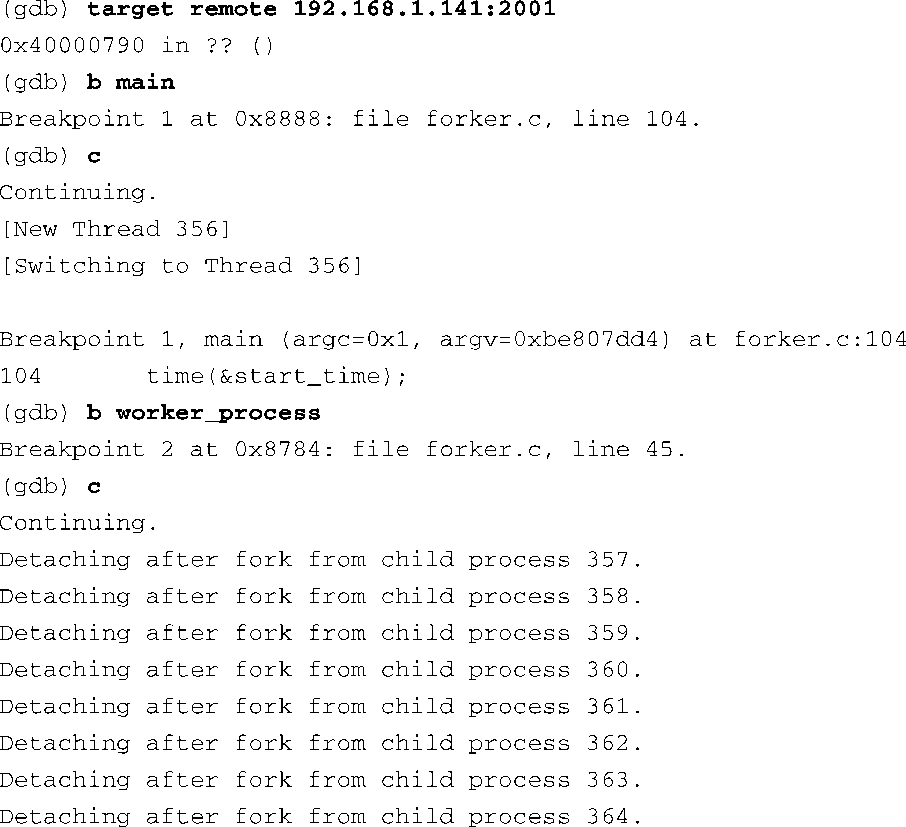 (gdb) target remote 192.168.1.141:2001
0x40000790 in ?? ()
(gdb) b main
Breakpoint 1 at 0x8888: file forker.c, line 104.
(gdb) c
Continuing.
[New Thread 356]
[Switching to Thread 356]
Breakpoint 1, main (argc=0x1, argv=0xbe807dd4) at forker.c:104
104       time(&start_time);
(gdb) b worker_process
Breakpoint 2 at 0x8784: file forker.c, line 45.
(gdb) c
Continuing.
Detaching after fork from child process 357.
Detaching after fork from child process 358.
Detaching after fork from child process 359.
Detaching after fork from child process 360.
Detaching after fork from child process 361.
Detaching after fork from child process 362.
Detaching after fork from child process 363.
Detaching after fork from child process 364.